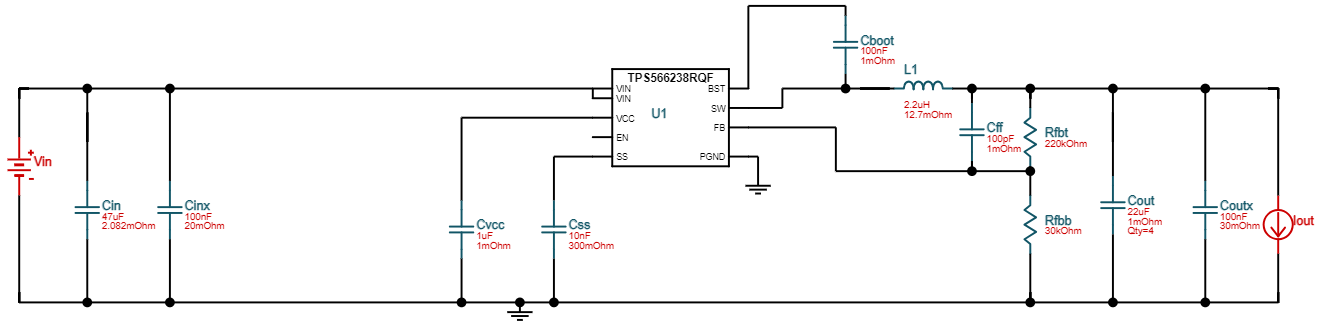 Cboot
100nF
1mOhm
TPS566238RQF
L1
VIN
VIN
BST
U1
SW
2.2uH
12.7mOhm
VCC
FB
Cff
100pF
1mOhm
Rfbt
220kOhm
EN
SS
PGND
+
Vin
-
Cin
47uF
2.082mOhm
Cinx
100nF
20mOhm
Cvcc
1uF
1mOhm
Css
10nF
300mOhm
Rfbb
30kOhm
Cout
22uF
1mOhm
Qty=4
Coutx
100nF
30mOhm
Iout